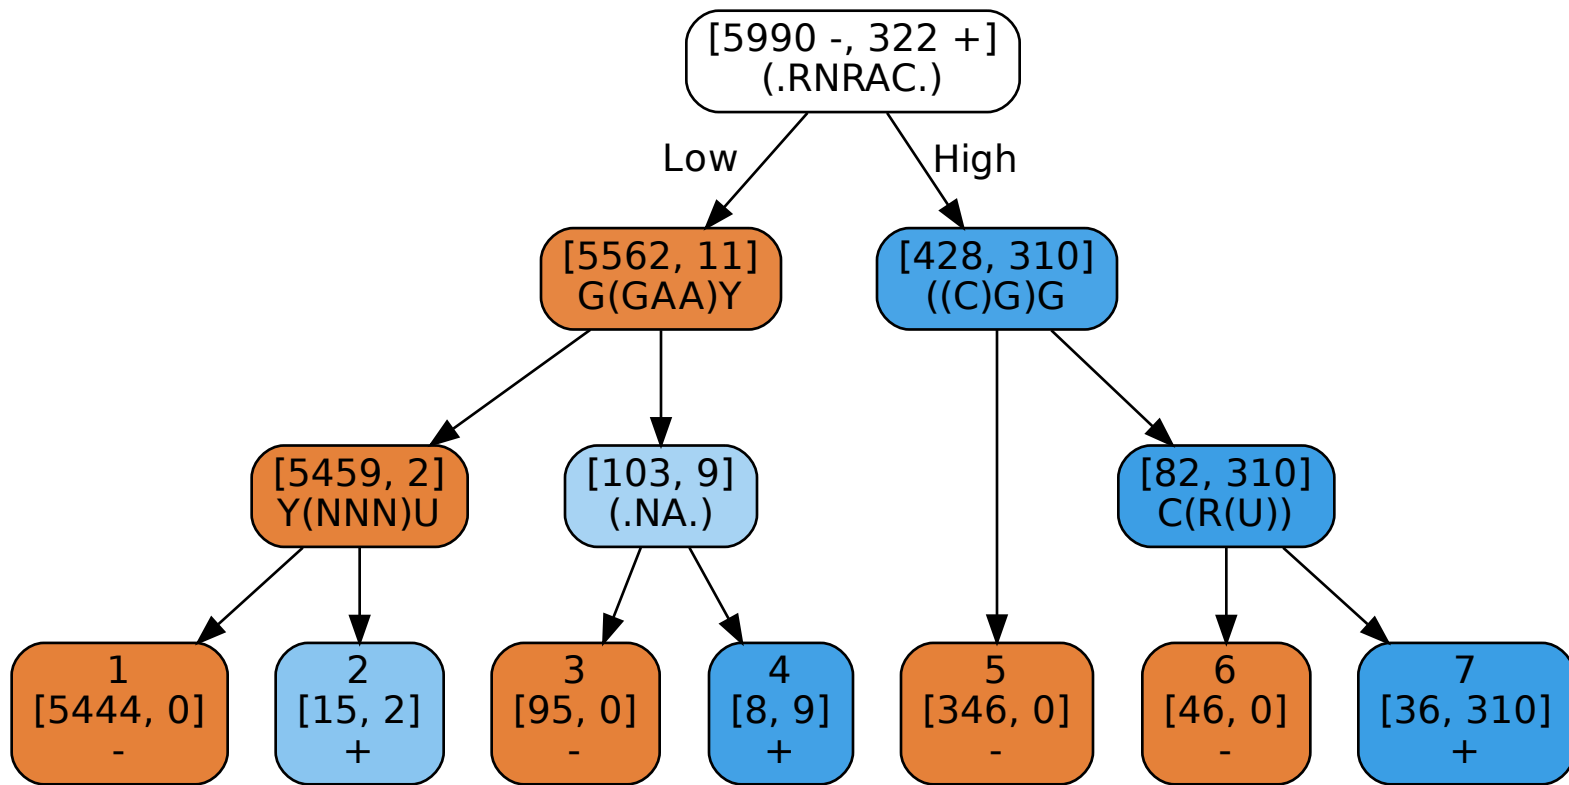 [5990 -, 322 +]
(.RNRAC.)
Low
High
[5562, 11]
G(GAA)Y
[428, 310]
((C)G)G
[5459, 2]
Y(NNN)U
[103, 9]
(.NA.)
[82, 310]
C(R(U))
1
[5444, 0]
-
2
[15, 2]
+
3
[95, 0]
-
4
[8, 9]
+
5
[346, 0]
-
6
[46, 0]
-
7
[36, 310]
+